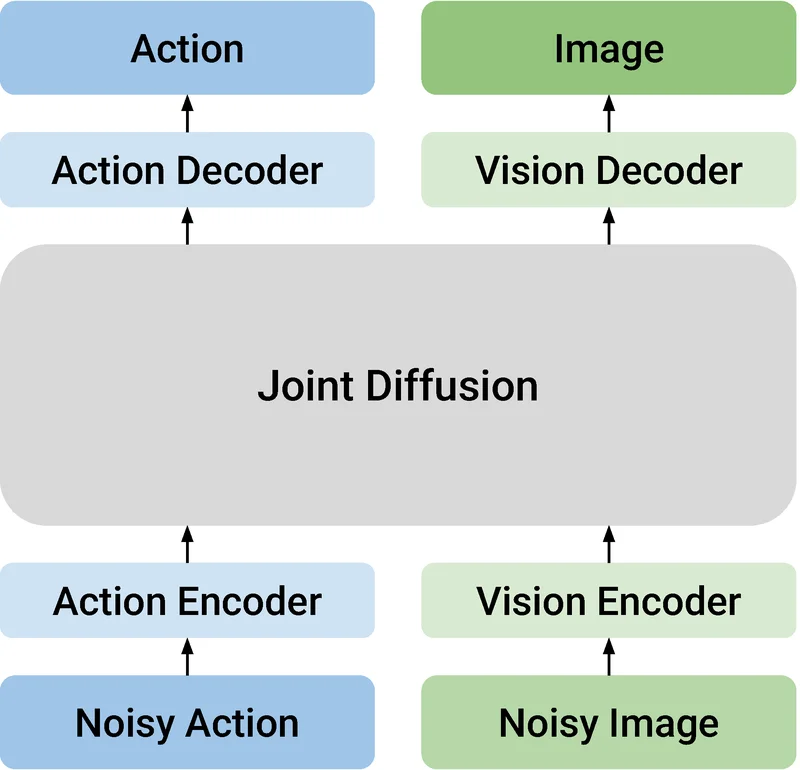 Action
Image
Action Decoder
Vision Decoder
Joint Diffusion
Action Encoder
Vision Encoder
Noisy Action
Noisy Image